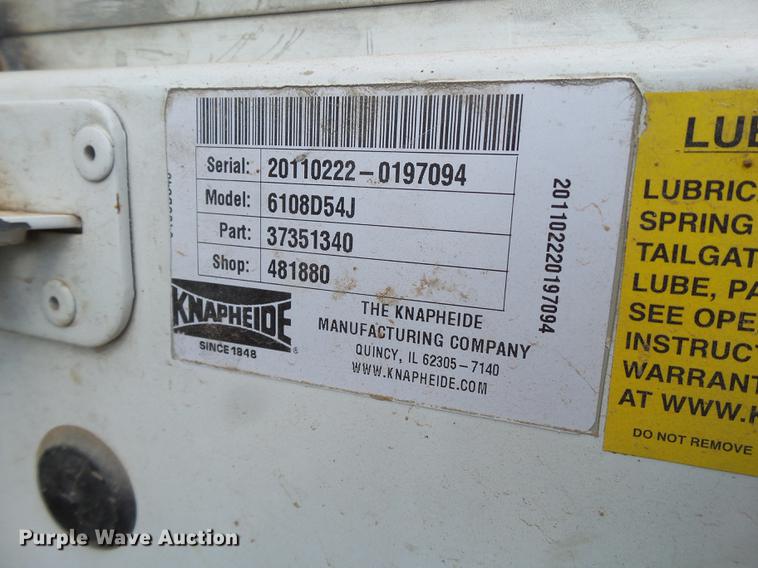 Serial: 20110222-0197094
Model: 6108D54J
Part: 37351340
Shop: 481880
201102220197094
KNAPHEIDE
SINCE 1848
THE KNAPHEIDE
MANUFACTURING COMPANY
QUINCY, IL 62305-7140
WWW.KNAPHEIDE.COM
LUB
LUBRIC
SPRING
TAILGAT
LUBE, PA
SEE OPE
INSTRUCT
WARRANT
AT WWW.K
DO NOT REMOVE
Purple Wave Auction